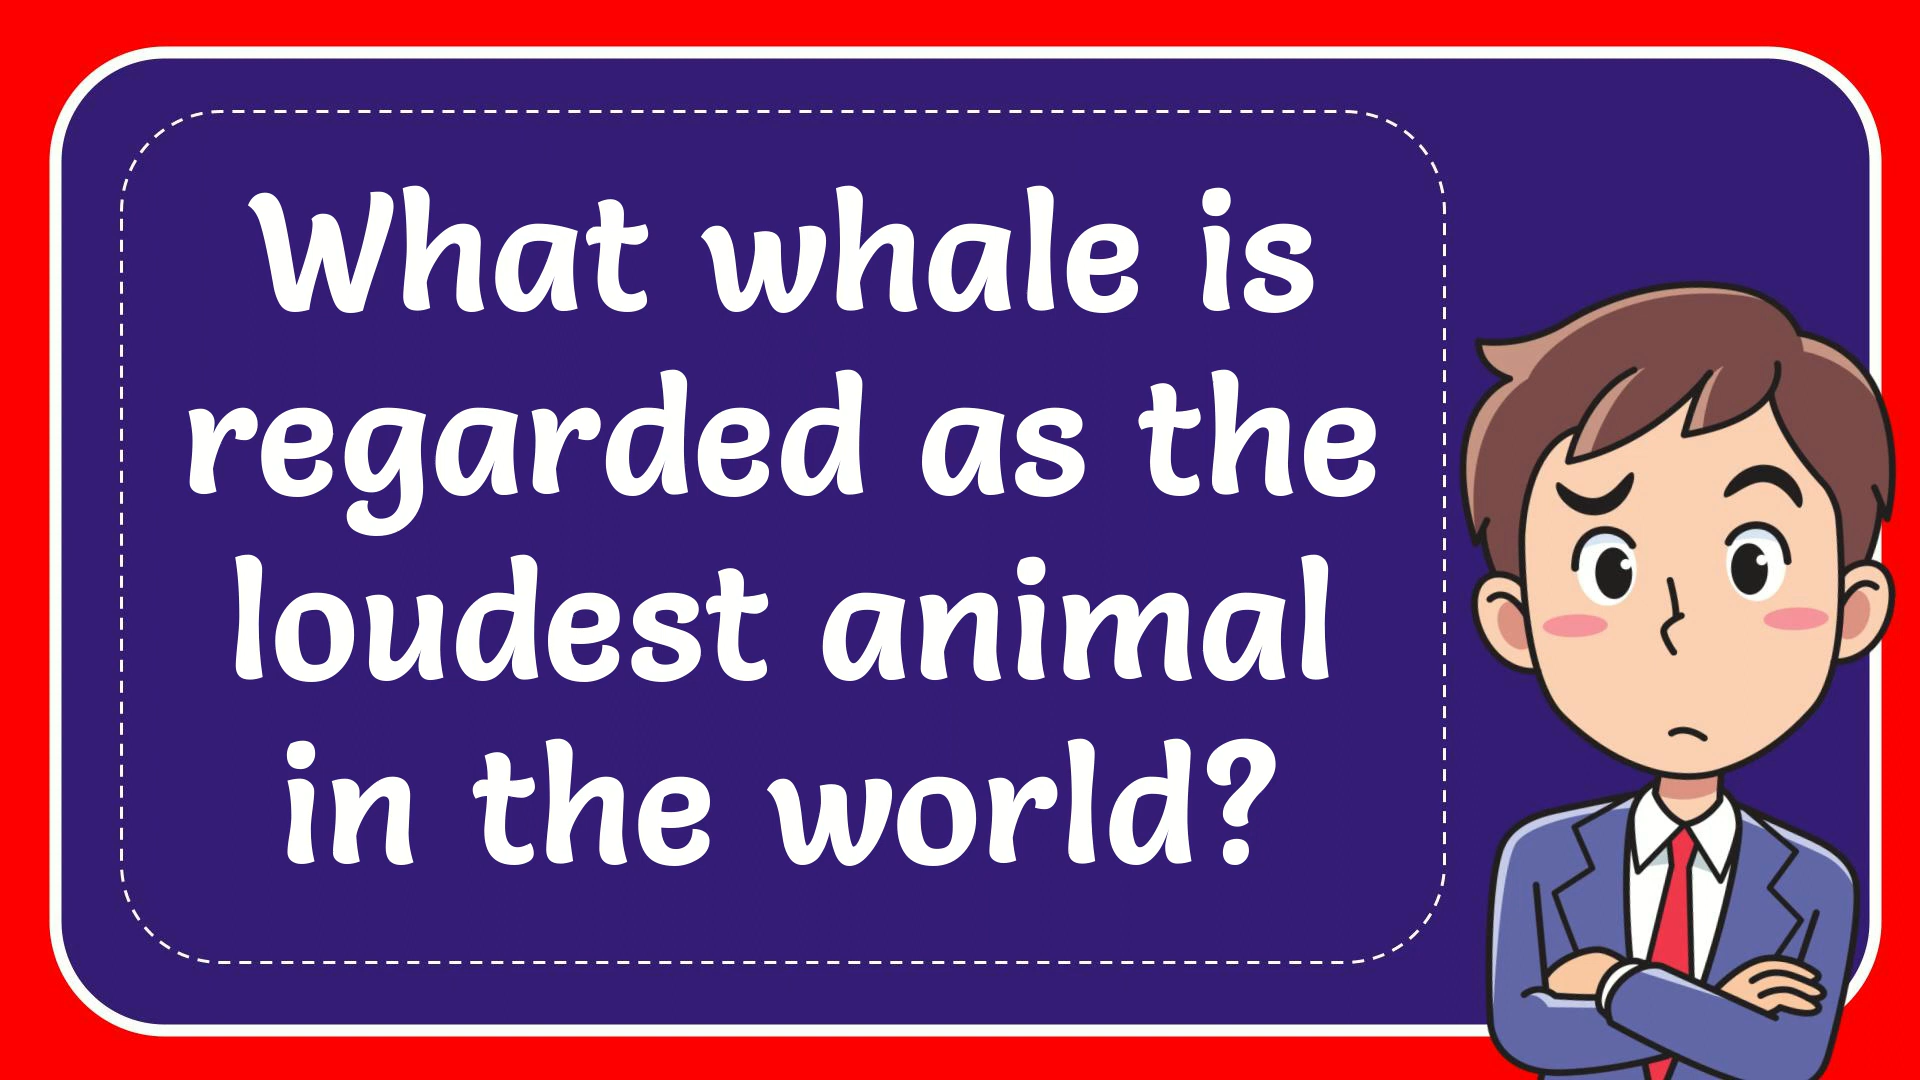 What whale is
regarded as the
loudest animal
in the world?